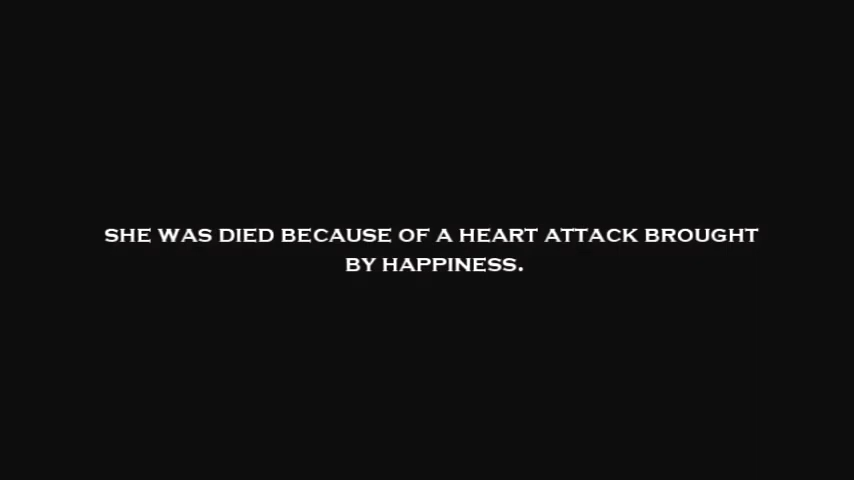 SHE WAS DIED BECAUSE OF A HEART ATTACK BROUGHT
BY HAPPINESS.